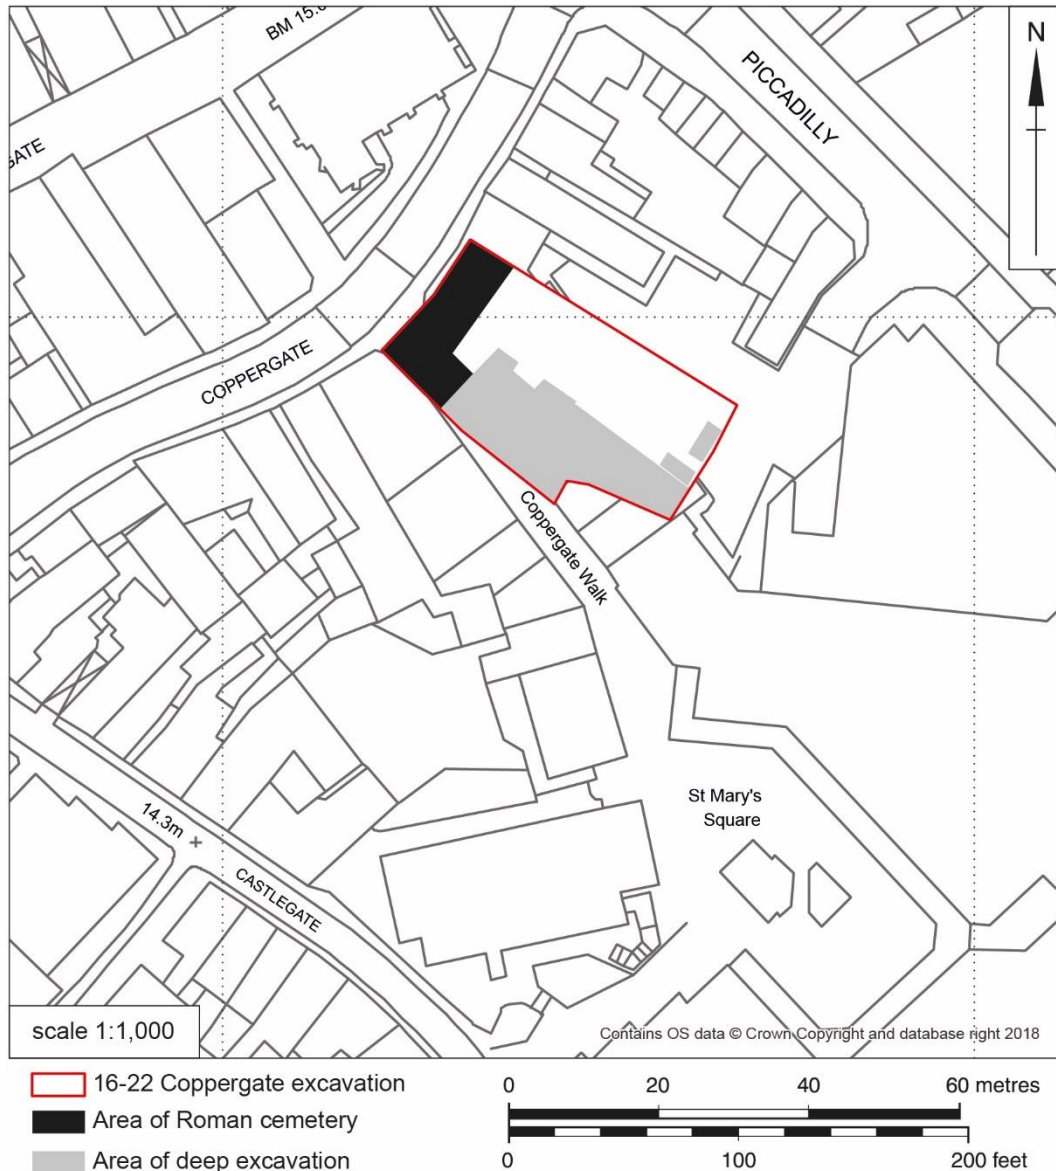 BM 15.
GATE
PICCADILLY
N
COPPERGATE
Coppergate Walk
St Mary's
Square
14.3m
CASTLEGATE
scale 1:1,000
Contains OS data © Crown Copyright and database right 2018
16-22 Coppergate excavation
Area of Roman cemetery
Area of deep excavation
0 20 40 60 metres
0 100 200 feet